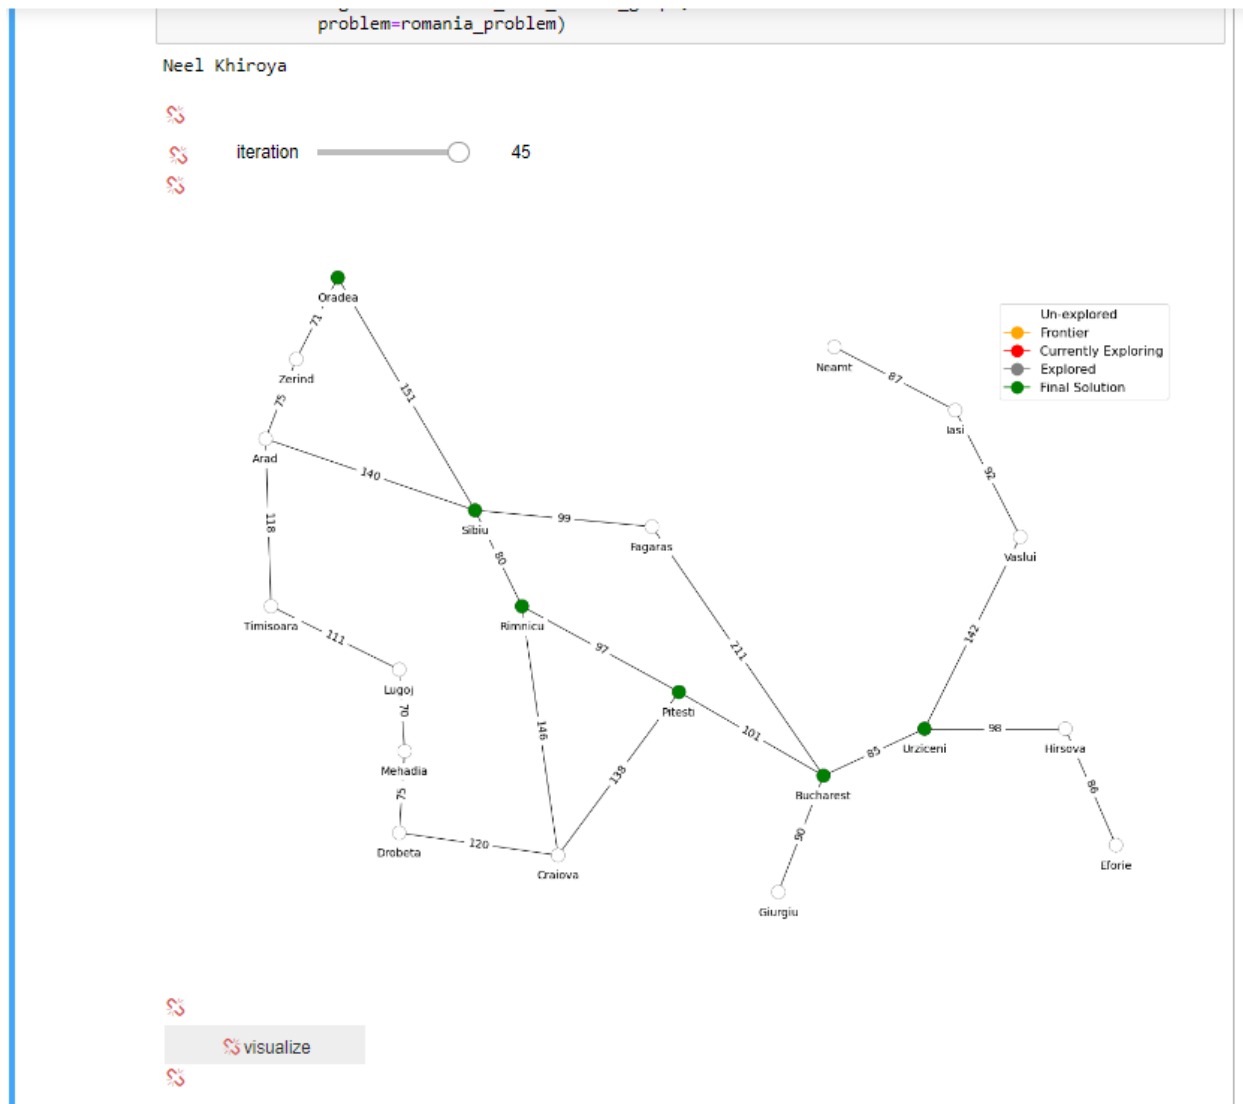 problem=romania_problem)
Neel Khiroya
iteration 45
Oradea
71
Zerind
75
151
Arad
140
118
Sibiu
99
Fagaras
80
Timisoara
111
Rimnicu
97
211
Lugoj
70
146
Pitesti
101
Mehadia
75
138
Drobeta
120
Craiova
Bucharest
85
90
Giurgiu
Neamt
87
Iasi
92
Vaslui
142
Urziceni
98
Hirsova
86
Eforie
Un-explored
Frontier
Currently Exploring
Explored
Final Solution
visualize